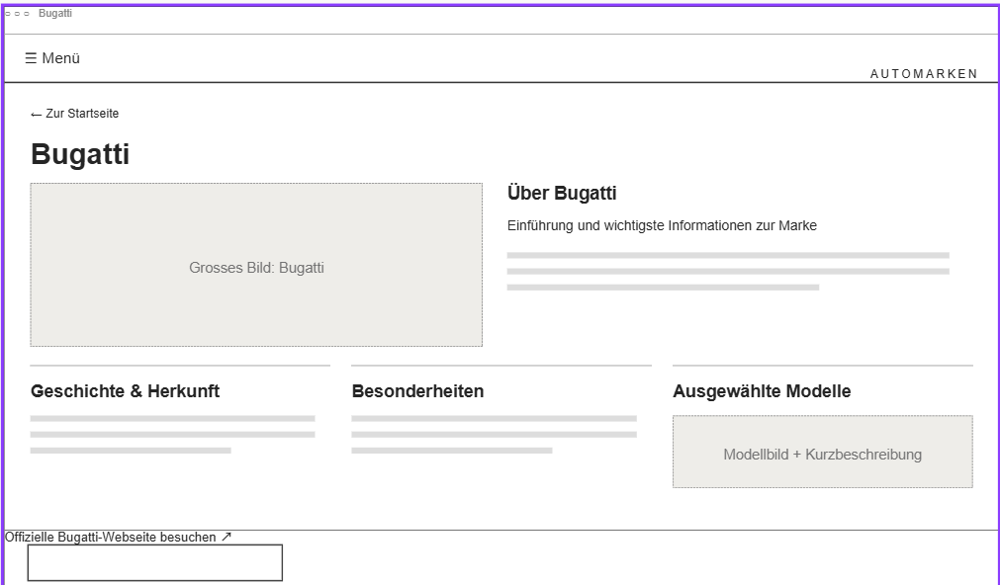 Bugatti
☰ Menü
AUTOMARKEN
← Zur Startseite
Bugatti
Grosses Bild: Bugatti
Über Bugatti
Einführung und wichtigste Informationen zur Marke
Geschichte & Herkunft
Besonderheiten
Ausgewählte Modelle
Modellbild + Kurzbeschreibung
Offizielle Bugatti-Webseite besuchen ↗